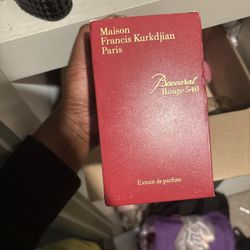 Maison
Francis Kurkdjian
Paris
Baccarat
Rouge 540
Extrait de parfum